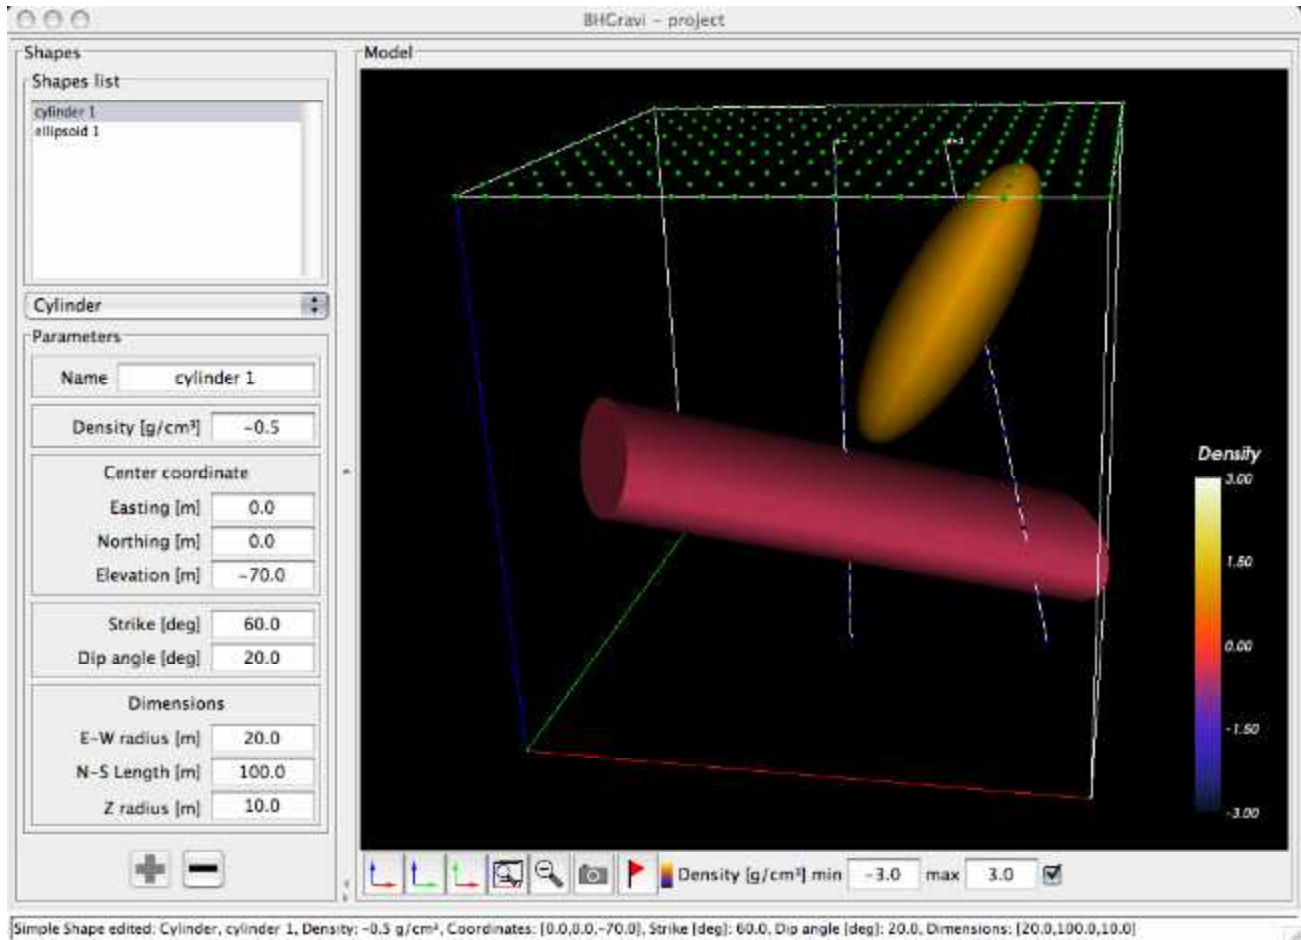 BHGravi - project
Shapes
Shapes list
cylinder 1
ellipsoid 1
Cylinder
Parameters
Name cylinder 1
Density [g/cm³] -0.5
Center coordinate
Easting [m] 0.0
Northing [m] 0.0
Elevation [m] -70.0
Strike [deg] 60.0
Dip angle [deg] 20.0
Dimensions
E-W radius [m] 20.0
N-S Length [m] 100.0
Z radius [m] 10.0
Model
Density
3.00
1.50
0.00
-1.50
-3.00
Density [g/cm³] min -3.0 max 3.0
Simple Shape edited: Cylinder, cylinder 1, Density: -0.5 g/cm³, Coordinates: [0.0,0.0,-70.0], Strike [deg]: 60.0, Dip angle [deg]: 20.0, Dimensions: [20.0,100.0,10.0]